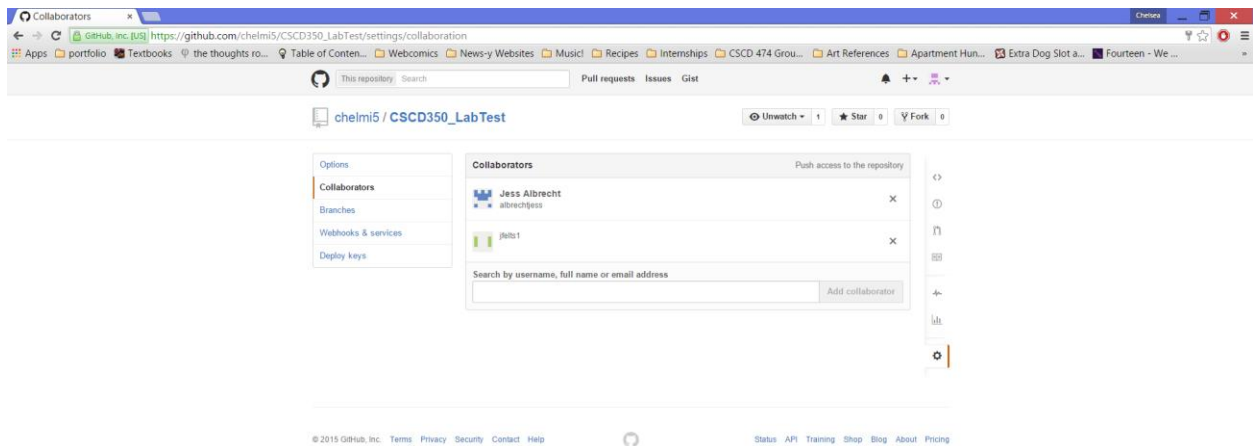 Collaborators
Chelsea
GitHub, Inc. [US] https://github.com/chelmi5/CSCD350_LabTest/settings/collaboration
Apps portfolio Textbooks the thoughts ro... Table of Conten... Webcomics News-y Websites Music! Recipes Internships CSCD 474 Grou... Art References Apartment Hun... Extra Dog Slot a... Fourteen - We ...
This repository Search Pull requests Issues Gist
chelmi5 / CSCD350_LabTest Unwatch 1 Star 0 Fork 0
Options
Collaborators
Branches
Webhooks & services
Deploy keys
Collaborators Push access to the repository
Jess Albrecht
albrechtjess
jfelts1
Search by username, full name or email address
Add collaborator
© 2015 GitHub, Inc. Terms Privacy Security Contact Help Status API Training Shop Blog About Pricing